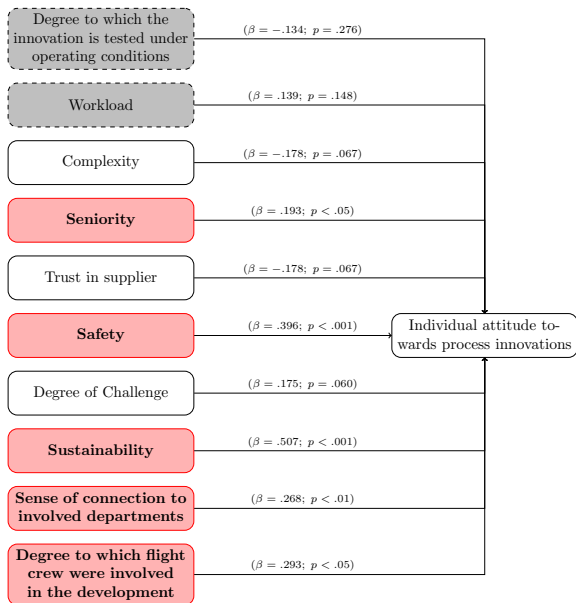 Degree to which the
innovation is tested under
operating conditions
(β = −.134; p = .276)
Workload
(β = .139; p = .148)
Complexity
(β = −.178; p = .067)
Seniority
(β = .193; p < .05)
Trust in supplier
(β = −.178; p = .067)
Safety
(β = .396; p < .001)
Individual attitude to-
wards process innovations
Degree of Challenge
(β = .175; p = .060)
Sustainability
(β = .507; p < .001)
Sense of connection to
involved departments
(β = .268; p < .01)
Degree to which flight
crew were involved
in the development
(β = .293; p < .05)